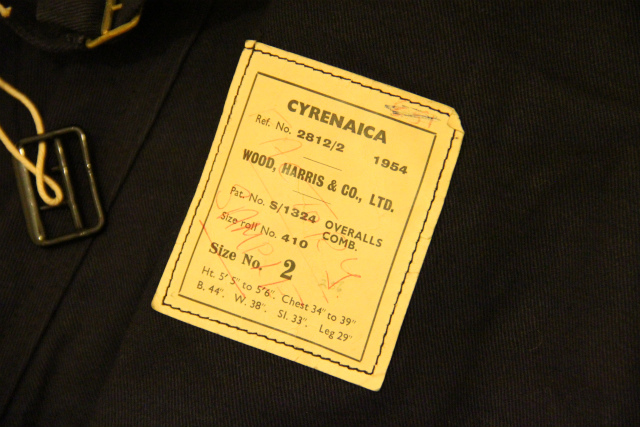 CYRENAICA
Ref. No. 2812/2 1954
WOOD, HARRIS & CO., LTD.
Pat. No. S/1324 OVERALLS
COMB.
Size roll No. 410
Size No. 2
Ht. 5' 5" to 5'6". Chest 34" to 39"
B. 44". W. 38". Sl. 33". Leg 29"